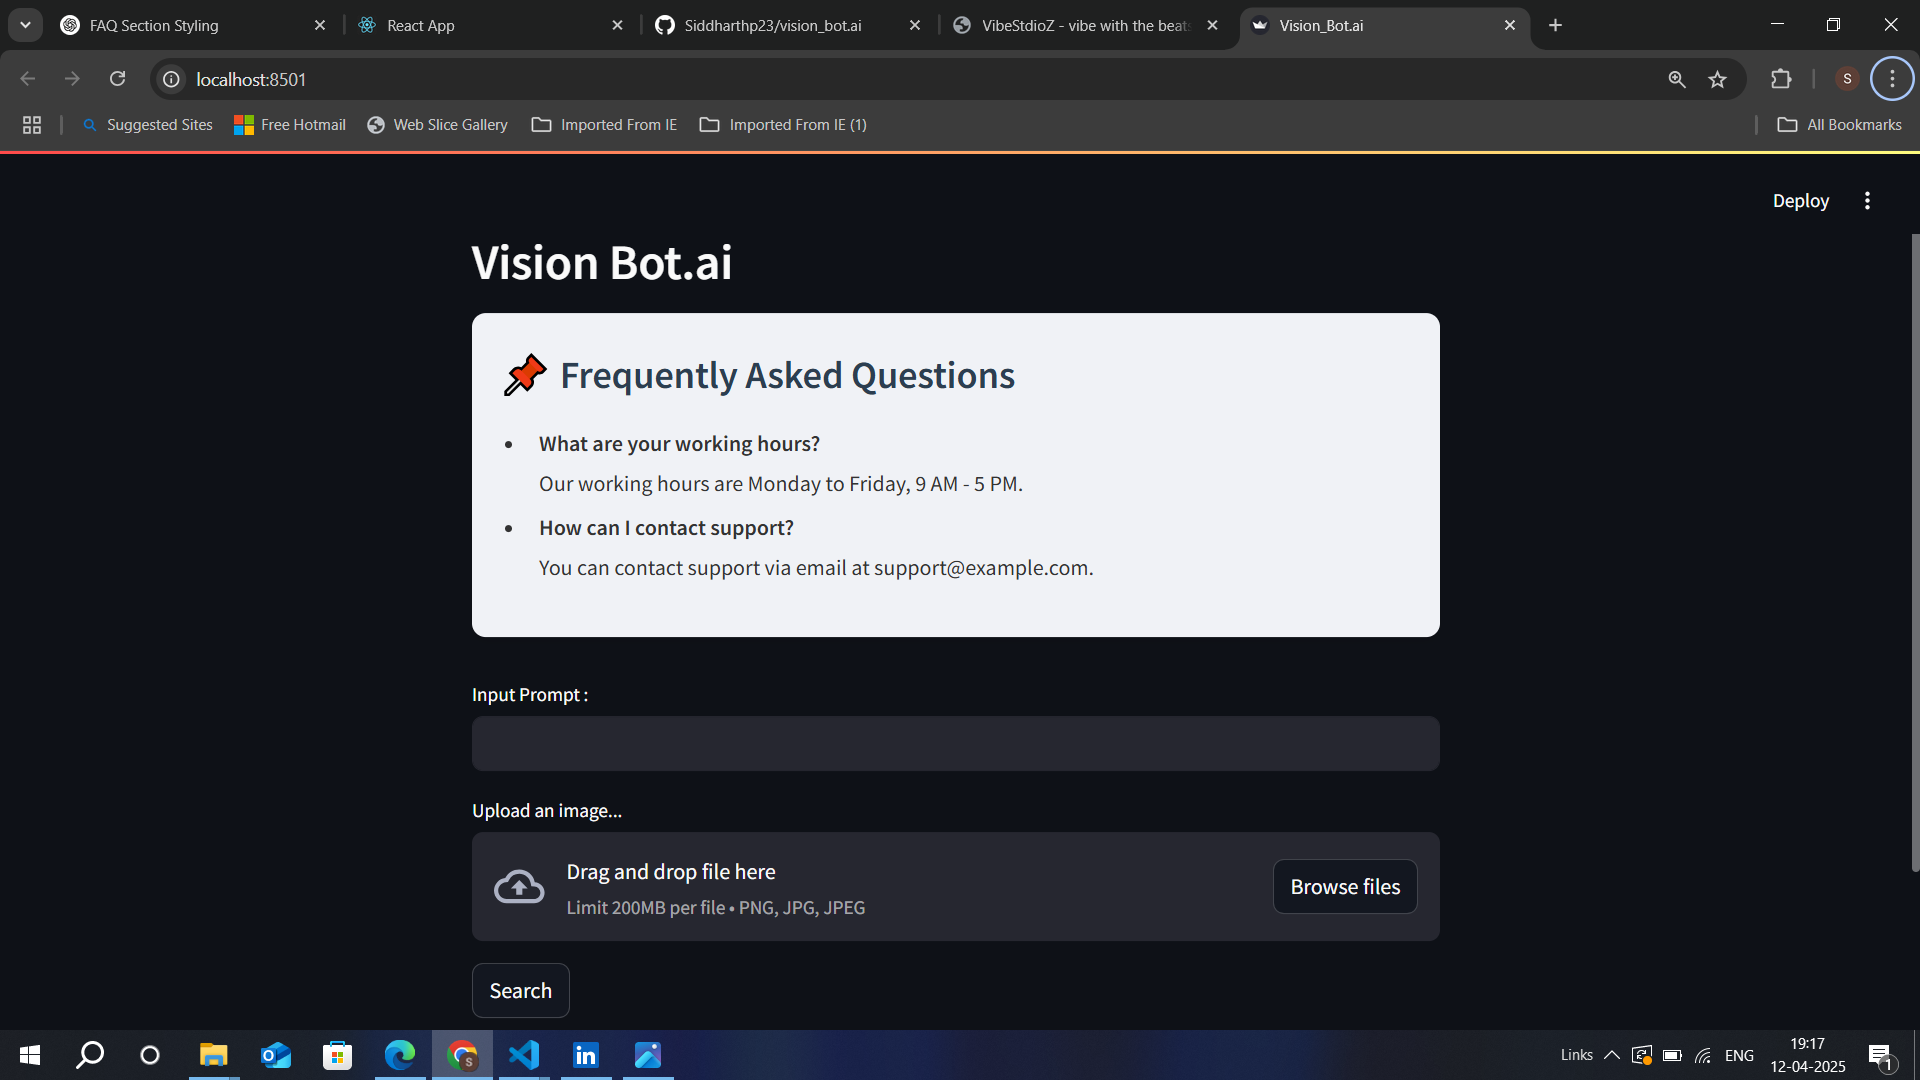 FAQ Section Styling
React App
Siddharthp23/vision_bot.ai
VibeStdioZ - vibe with the beats
Vision_Bot.ai
localhost:8501
S
Suggested Sites
Free Hotmail
Web Slice Gallery
Imported From IE
Imported From IE (1)
All Bookmarks
Deploy
Vision Bot.ai
Frequently Asked Questions
• What are your working hours?
Our working hours are Monday to Friday, 9 AM - 5 PM.
• How can I contact support?
You can contact support via email at support@example.com.
Input Prompt :
Upload an image...
Drag and drop file here
Limit 200MB per file • PNG, JPG, JPEG
Browse files
Search
Links
ENG
19:17
12-04-2025
1